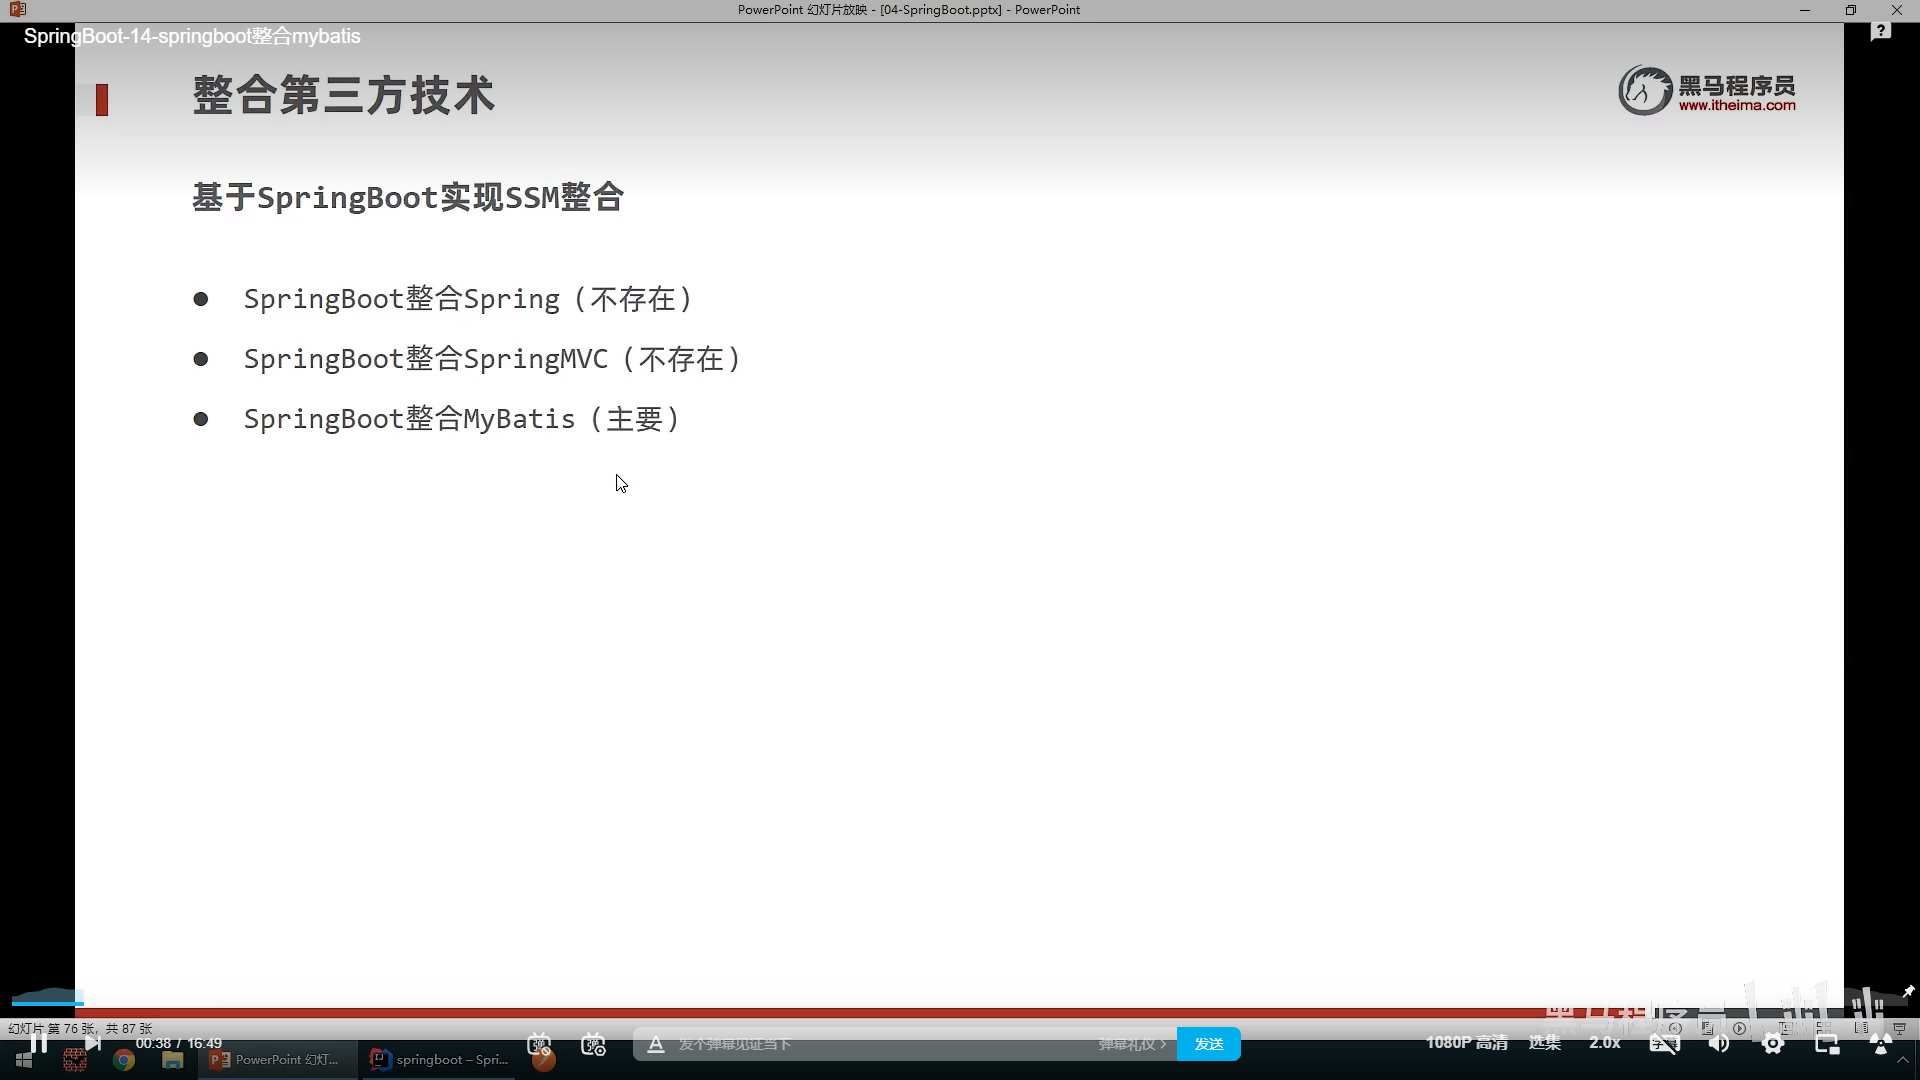 PowerPoint 幻灯片放映 - [04-SpringBoot.pptx] - PowerPoint
SpringBoot-14-springboot整合mybatis
整合第三方技术
黑马程序员
www.itheima.com
基于SpringBoot实现SSM整合
● SpringBoot整合Spring（不存在）
● SpringBoot整合SpringMVC（不存在）
● SpringBoot整合MyBatis（主要）
幻灯片 第 76 张，共 87 张
00:38 / 16:49
发个弹幕见证当下
弹幕礼仪 >
发送
1080P 高清
选集
2.0x
PowerPoint 幻灯...
springboot – Spri...